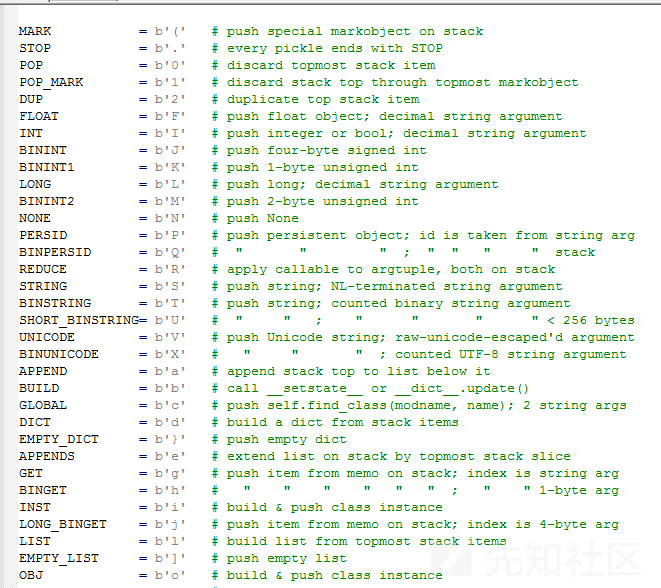 MARK = b'(' # push special markobject on stack
STOP = b'.' # every pickle ends with STOP
POP = b'0' # discard topmost stack item
POP_MARK = b'1' # discard stack top through topmost markobject
DUP = b'2' # duplicate top stack item
FLOAT = b'F' # push float object; decimal string argument
INT = b'I' # push integer or bool; decimal string argument
BININT = b'J' # push four-byte signed int
BININT1 = b'K' # push 1-byte unsigned int
LONG = b'L' # push long; decimal string argument
BININT2 = b'M' # push 2-byte unsigned int
NONE = b'N' # push None
PERSID = b'P' # push persistent object; id is taken from string arg
BINPERSID = b'Q' # " " " ; " " " " stack
REDUCE = b'R' # apply callable to argtuple, both on stack
STRING = b'S' # push string; NL-terminated string argument
BINSTRING = b'T' # push string; counted binary string argument
SHORT_BINSTRING= b'U' # " " ; " " " " < 256 bytes
UNICODE = b'V' # push Unicode string; raw-unicode-escaped'd argument
BINUNICODE = b'X' # " " " ; counted UTF-8 string argument
APPEND = b'a' # append stack top to list below it
BUILD = b'b' # call __setstate__ or __dict__.update()
GLOBAL = b'c' # push self.find_class(modname, name); 2 string args
DICT = b'd' # build a dict from stack items
EMPTY_DICT = b'}' # push empty dict
APPENDS = b'e' # extend list on stack by topmost stack slice
GET = b'g' # push item from memo on stack; index is string arg
BINGET = b'h' # " " " " " " ; " " 1-byte arg
INST = b'i' # build & push class instance
LONG_BINGET = b'j' # push item from memo on stack; index is 4-byte arg
LIST = b'l' # build list from topmost stack items
EMPTY_LIST = b']' # push empty list
OBJ = b'o' # build & push class instance
先知社区